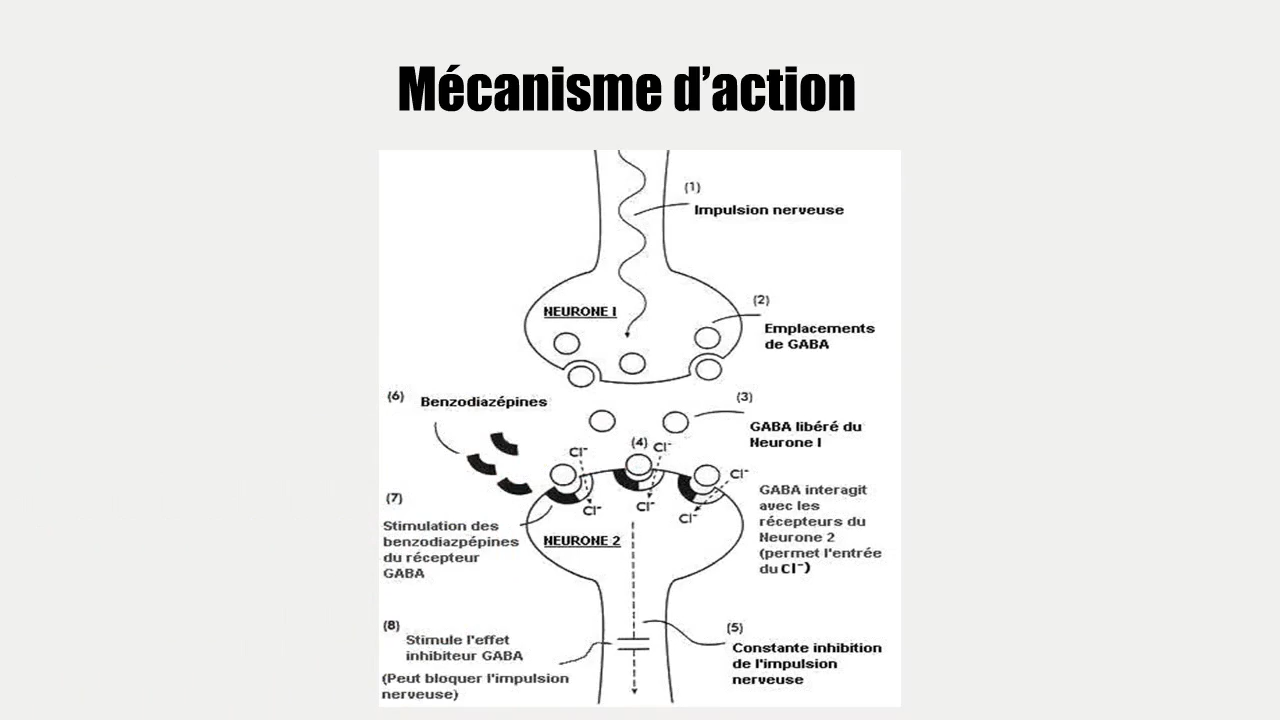 Mécanisme d'action
(1)
Impulsion nerveuse
NEURONE I
(2)
Emplacements
de GABA
(6)
Benzodiazépines
(3)
GABA libéré du
Neurone I
(4)
Cl⁻
Cl⁻
Cl⁻
Cl⁻
Cl⁻
Cl⁻
GABA interagit
avec les
récepteurs du
Neurone 2
(permet l'entrée
du Cl⁻)
(7)
Stimulation des
benzodiazpépines
du récepteur
GABA
NEURONE 2
(8)
Stimule l'effet
inhibiteur GABA
(Peut bloquer l'impulsion
nerveuse)
(5)
Constante inhibition
de l'impulsion
nerveuse